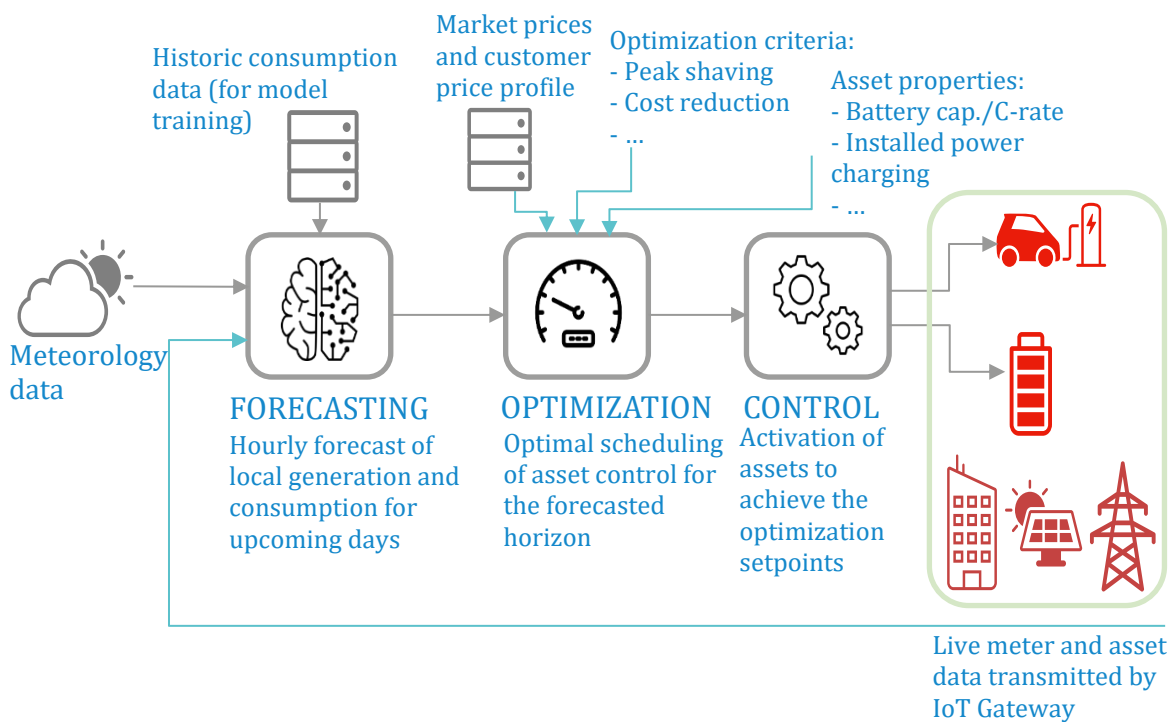 Historic consumption
data (for model
training)
Market prices
and customer
price profile
Optimization criteria:
- Peak shaving
- Cost reduction
- ...
Asset properties:
- Battery cap./C-rate
- Installed power
charging
- ...
Meteorology
data
FORECASTING
Hourly forecast of
local generation and
consumption for
upcoming days
OPTIMIZATION
Optimal scheduling
of asset control for
the forecasted
horizon
CONTROL
Activation of
assets to
achieve the
optimization
setpoints
Live meter and asset
data transmitted by
IoT Gateway